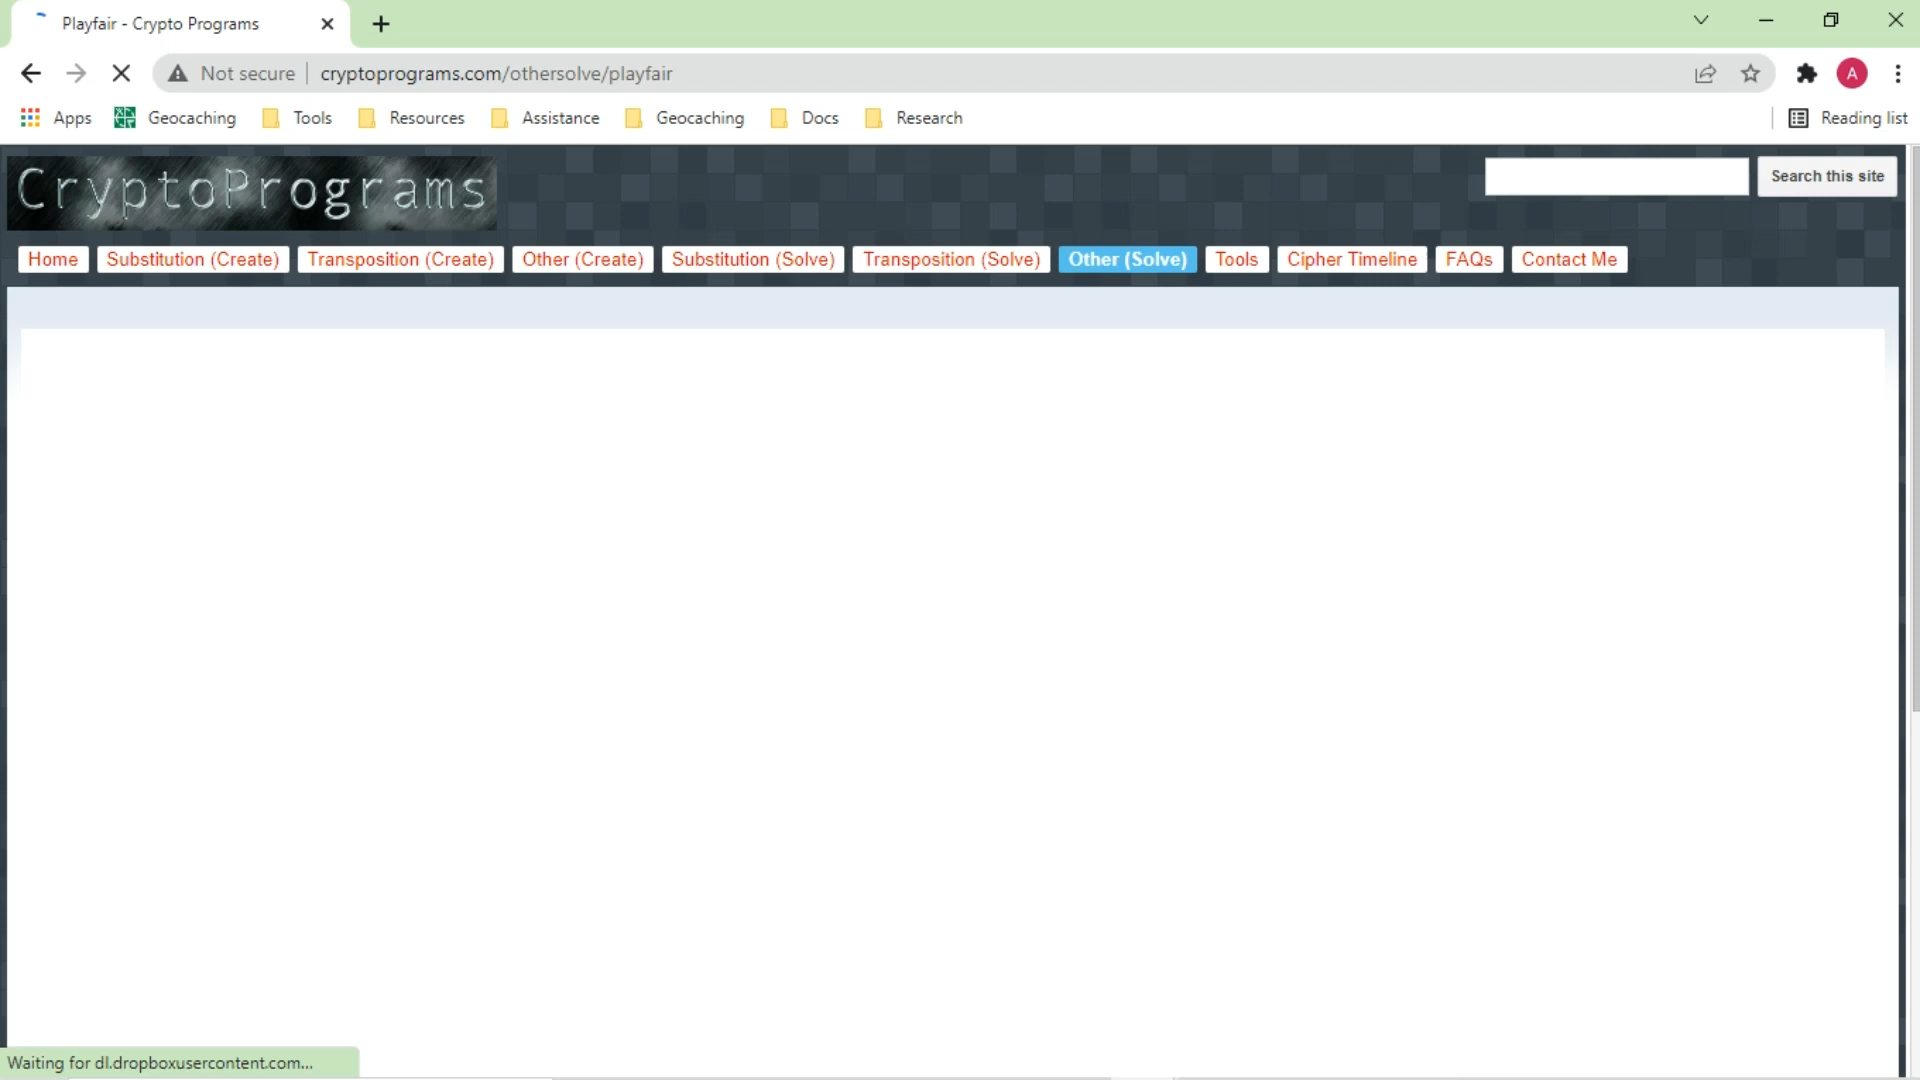 Playfair - Crypto Programs
Not secure cryptoprograms.com/othersolve/playfair A
Apps Geocaching Tools Resources Assistance Geocaching Docs Research Reading list
CryptoPrograms Search this site
Home Substitution (Create) Transposition (Create) Other (Create) Substitution (Solve) Transposition (Solve) Other (Solve) Tools Cipher Timeline FAQs Contact Me
Waiting for dl.dropboxusercontent.com...